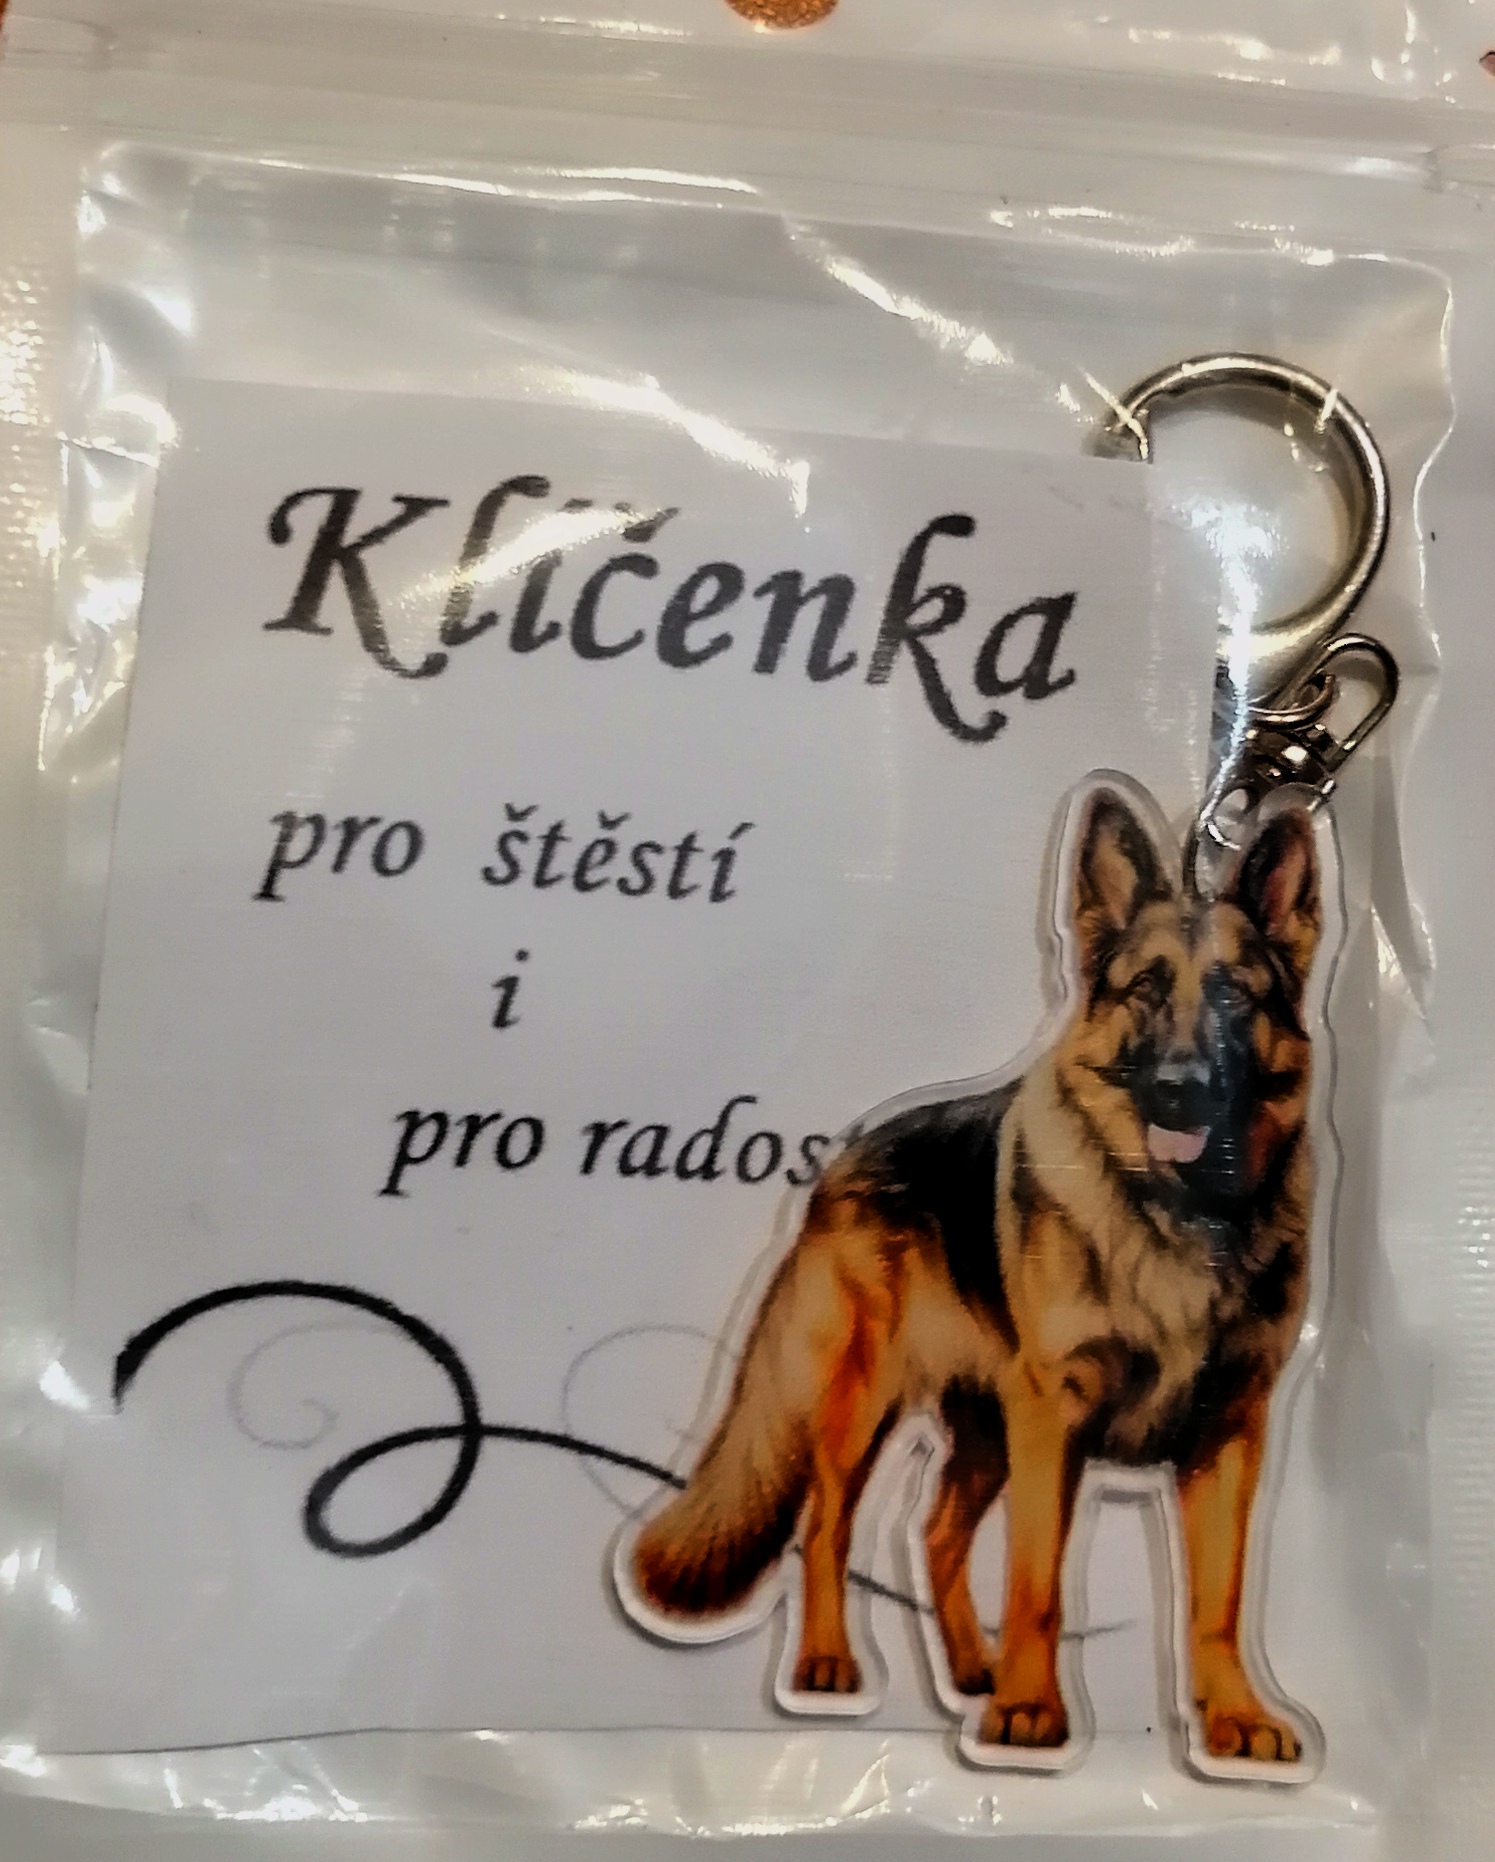 Klíčenka
pro štěstí
i
pro radost